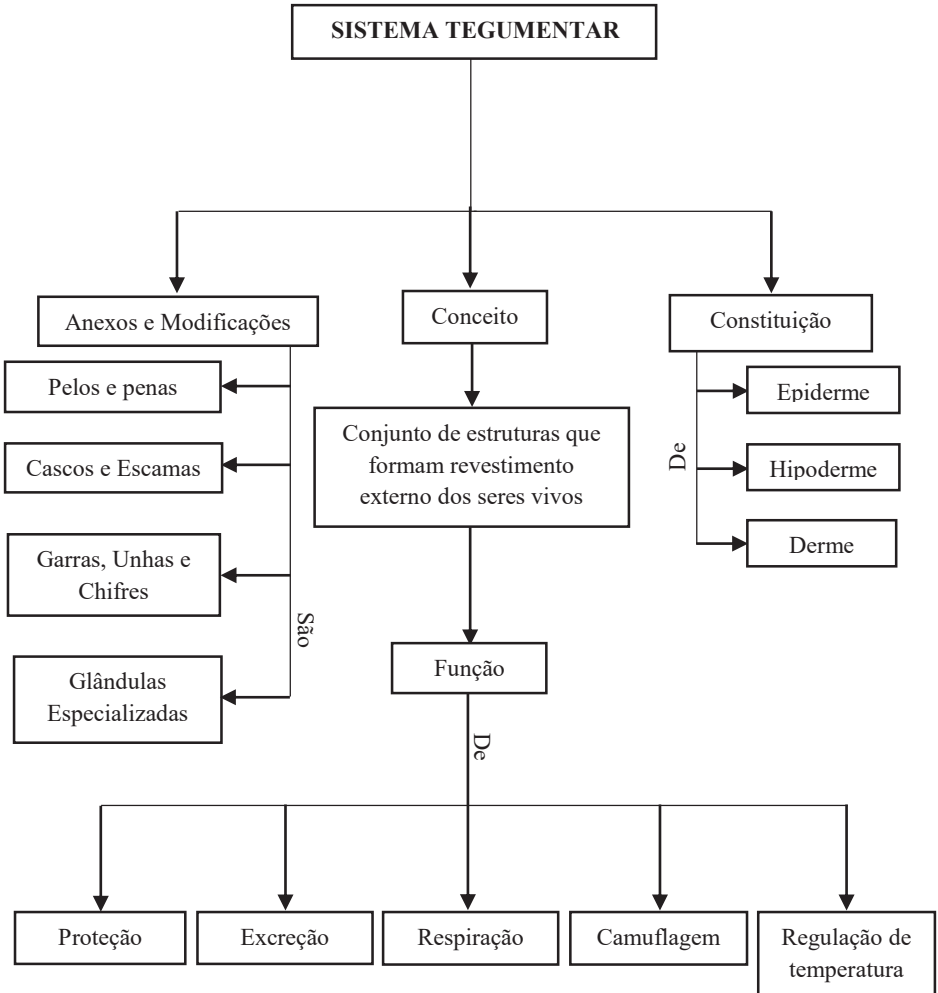 SISTEMA TEGUMENTAR
Anexos e Modificações
Conceito
Constituição
Pelos e penas
Cascos e Escamas
Garras, Unhas e
Chifres
Glândulas
Especializadas
São
Conjunto de estruturas que
formam revestimento
externo dos seres vivos
De
Epiderme
Hipoderme
Derme
Função
De
Proteção
Excreção
Respiração
Camuflagem
Regulação de
temperatura